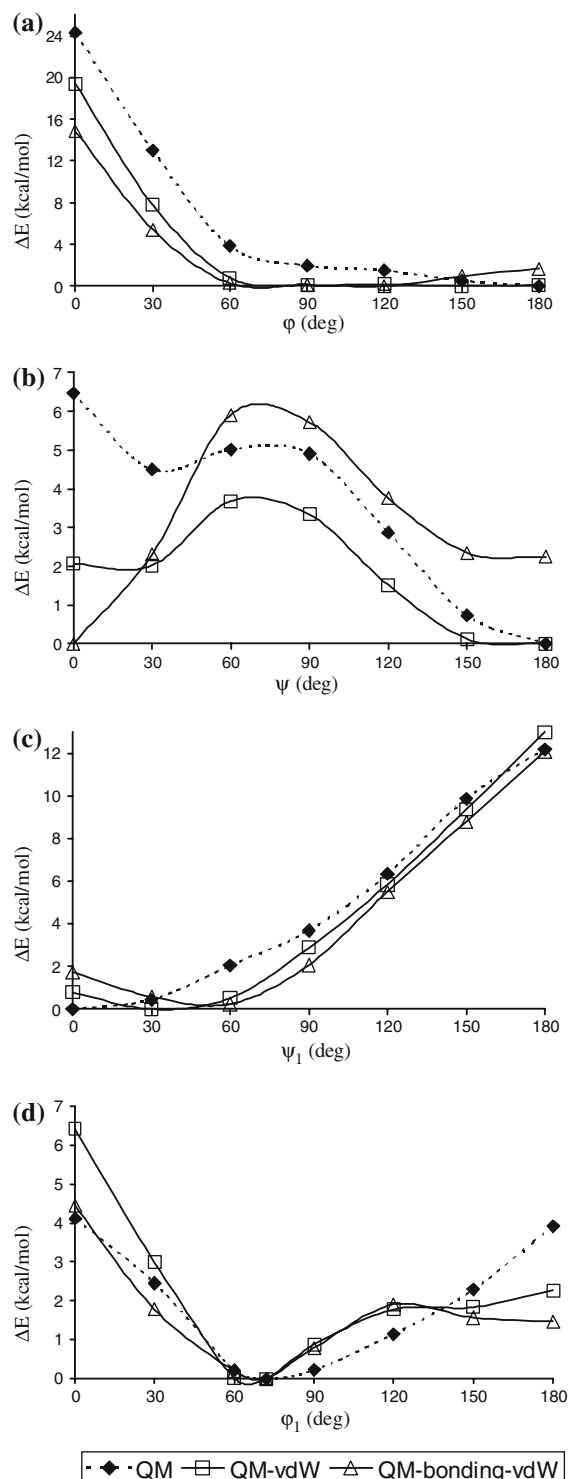 (a)
24
20
16
12
8
4
0
ΔE (kcal/mol)
0 30 60 90 120 150 180
φ (deg)
(b)
7
6
5
4
3
2
1
0
ΔE (kcal/mol)
0 30 60 90 120 150 180
ψ (deg)
(c)
12
10
8
6
4
2
0
ΔE (kcal/mol)
0 30 60 90 120 150 180
ψ₁ (deg)
(d)
7
6
5
4
3
2
1
0
ΔE (kcal/mol)
0 30 60 90 120 150 180
φ₁ (deg)
QM QM-vdW QM-bonding-vdW